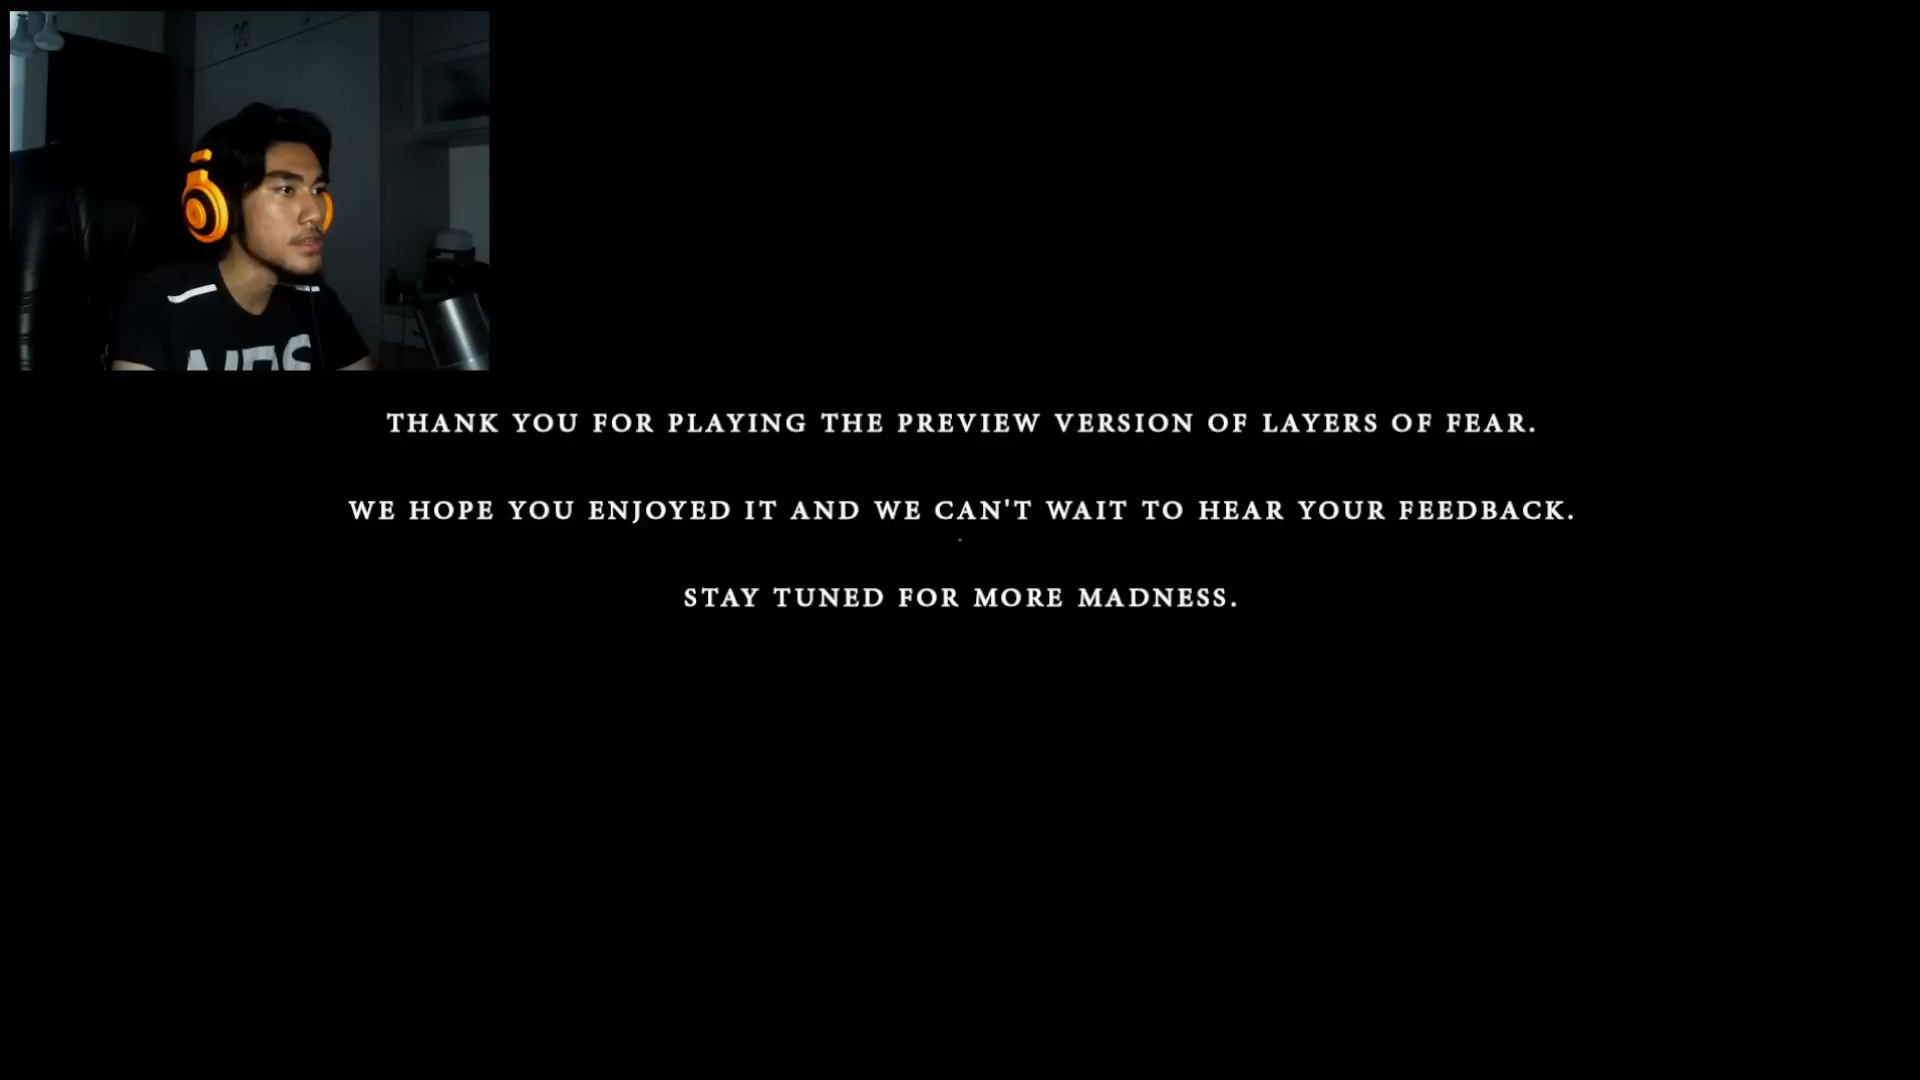 THANK YOU FOR PLAYING THE PREVIEW VERSION OF LAYERS OF FEAR.
WE HOPE YOU ENJOYED IT AND WE CAN'T WAIT TO HEAR YOUR FEEDBACK.
STAY TUNED FOR MORE MADNESS.